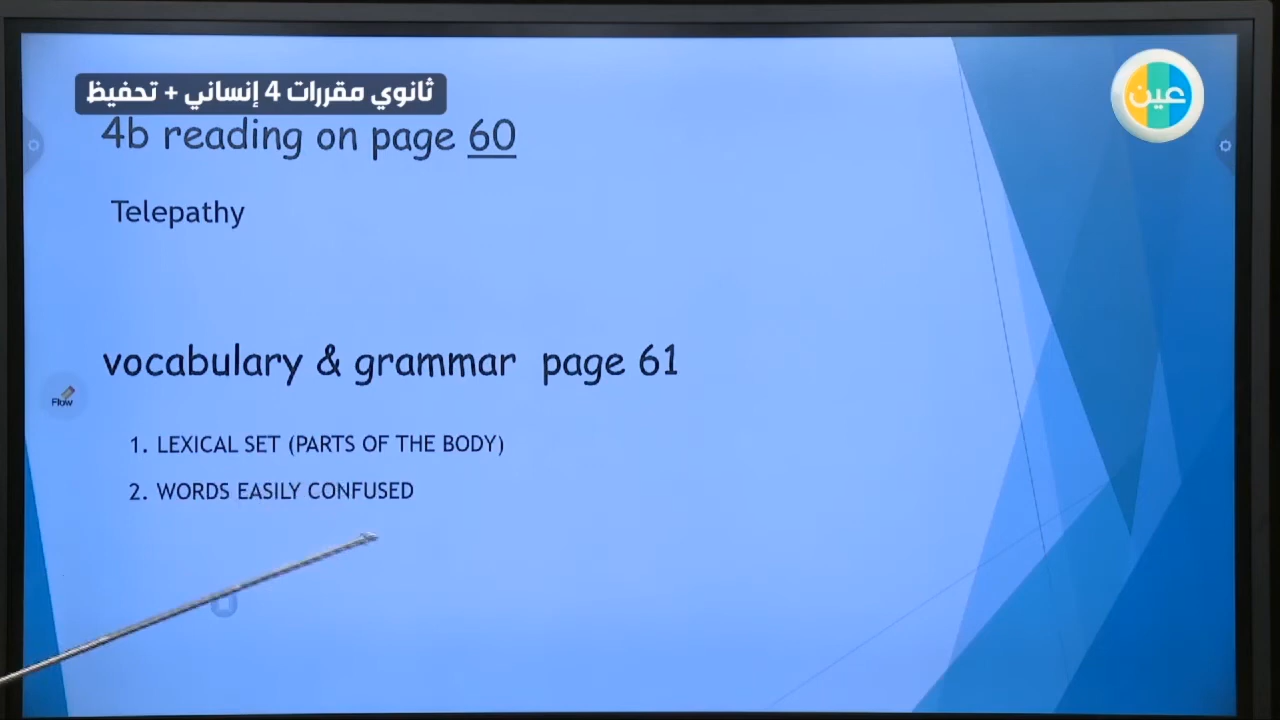 ثانوي مقررات 4 إنساني + تحفيظ
عين
4b reading on page 60
Telepathy
vocabulary & grammar page 61
Flow
1. LEXICAL SET (PARTS OF THE BODY)
2. WORDS EASILY CONFUSED